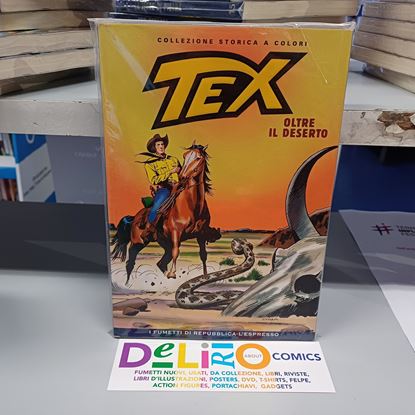 COLLEZIONE STORICA A COLORI
TEX
OLTRE
IL DESERTO
I FUMETTI DI REPUBBLICA-L'ESPRESSO
DeLiRIO ABOUT COMICS
FUMETTI NUOVI, USATI, DA COLLEZIONE, LIBRI, RIVISTE,
LIBRI D'ILLUSTRAZIONI, POSTERS, DVD, T-SHIRTS, FELPE,
ACTION FIGURES, PORTACHIAVI, GADGETS